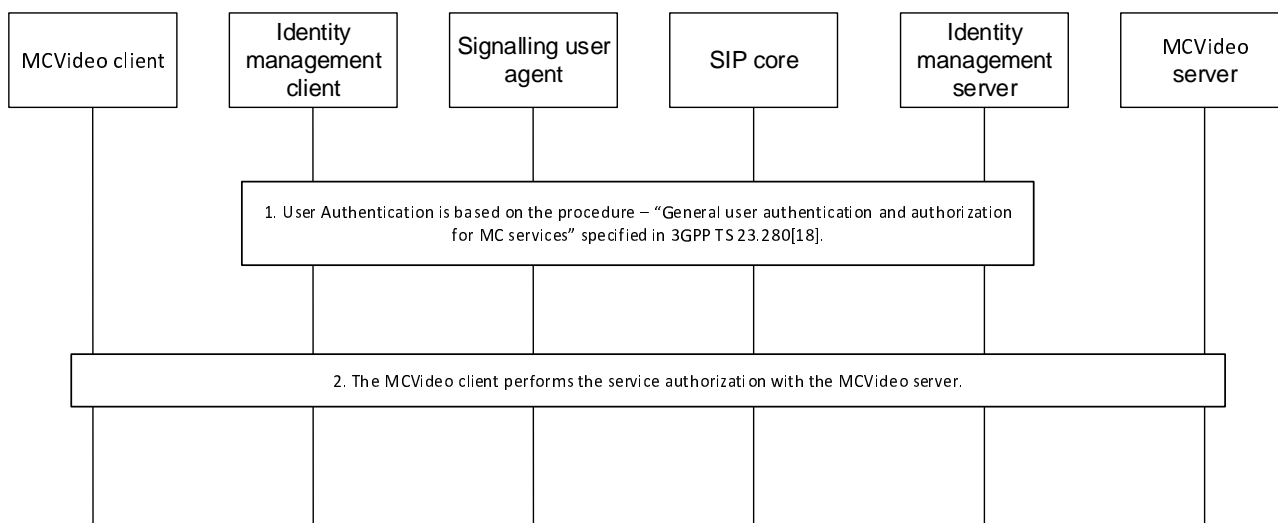 MCVideo client
Identity
management
client
Signalling user
agent
SIP core
Identity
management
server
MCVideo
server
1. User Authentication is based on the procedure – “General user authentication and authorization
for MC services” specified in 3GPP TS 23.280[18].
2. The MCVideo client performs the service authorization with the MCVideo server.